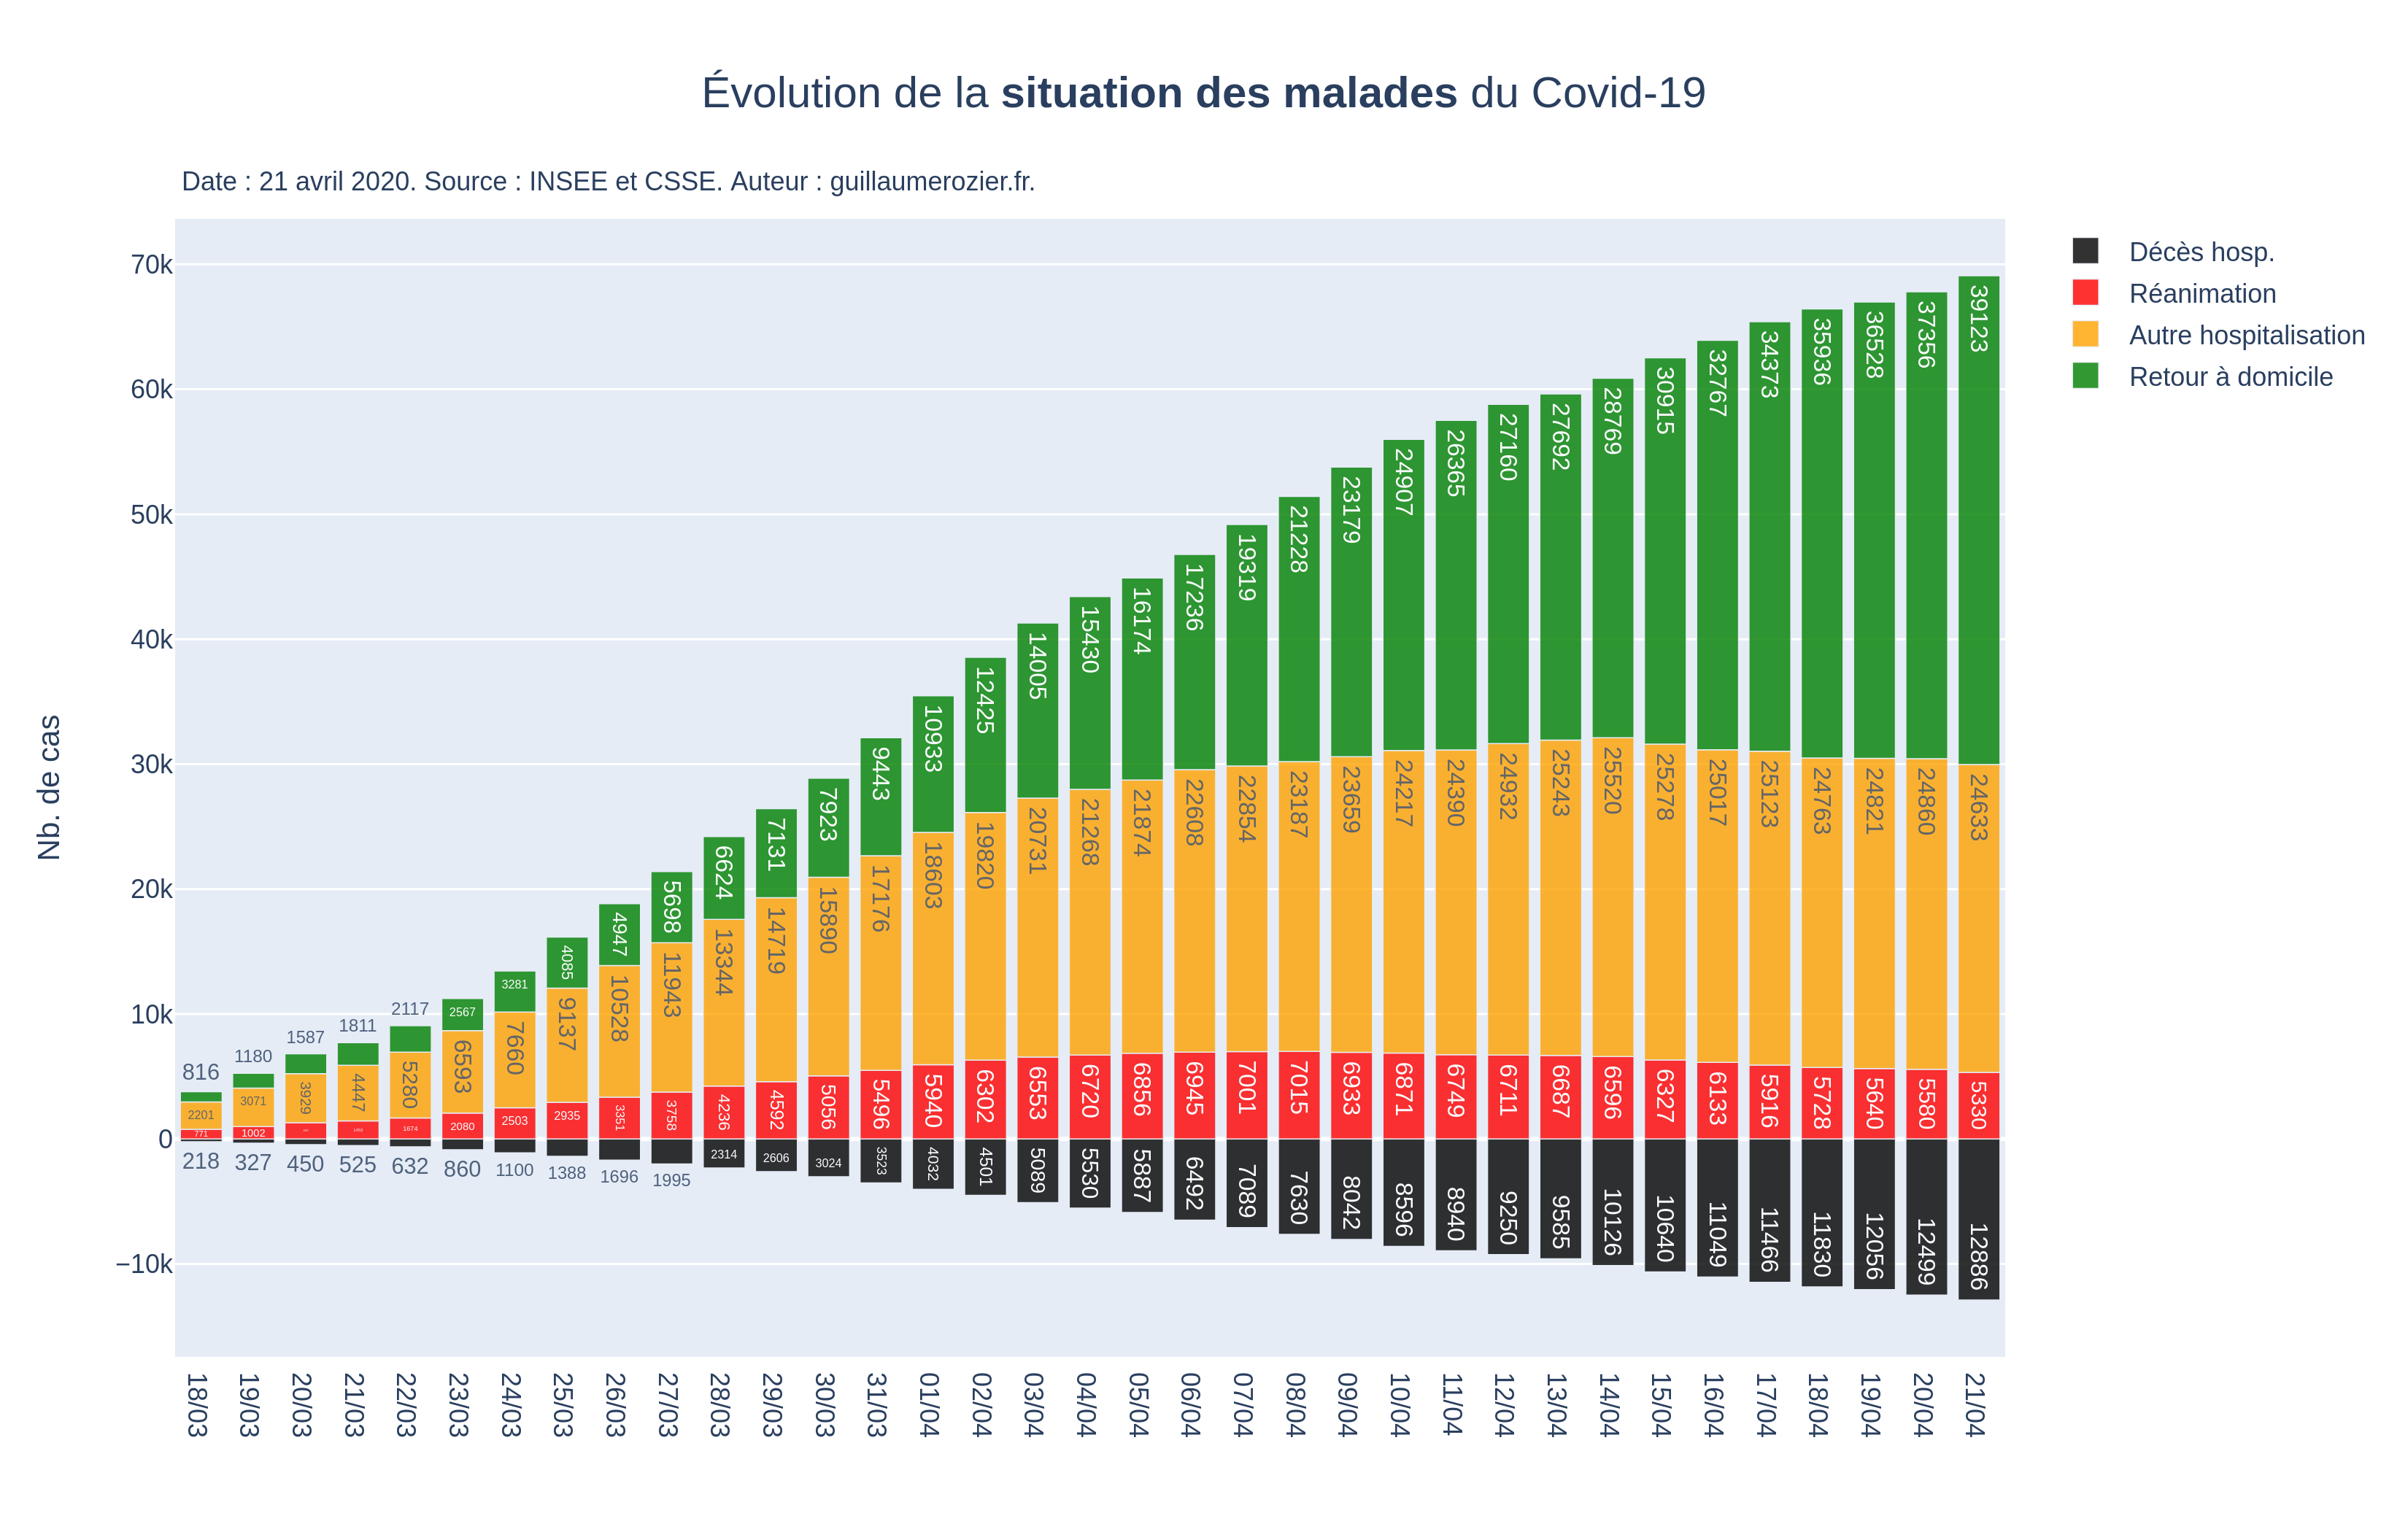 Évolution de la situation des malades du Covid-19
Date : 21 avril 2020. Source : INSEE et CSSE. Auteur : guillaumerozier.fr.
Nb. de cas
70k
60k
50k
40k
30k
20k
10k
0
−10k
Décès hosp.
Réanimation
Autre hospitalisation
Retour à domicile
816 1180 1587 1811 2117 2567 3281 4085 4947 5698 6624 7131 7923 9443 10933 12425 14005 15430 16174 17236 19319 21228 23179 24907 26365 27160 27692 28769 30915 32767 34373 35936 36528 37356 39123
2201 3071 3929 4447 5280 6593 7660 9137 10528 11943 13344 14719 15890 17176 18603 19820 20731 21268 21874 22608 22854 23187 23659 24217 24390 24932 25243 25520 25278 25017 25123 24763 24821 24860 24633
771 1002 1674 2080 2503 2935 3351 3758 4236 4592 5056 5496 5940 6302 6553 6720 6856 6945 7001 7015 6933 6871 6749 6711 6687 6596 6327 6133 5916 5728 5640 5580 5330
218 327 450 525 632 860 1100 1388 1696 1995 2314 2606 3024 3523 4032 4501 5089 5530 5887 6492 7089 7630 8042 8596 8940 9250 9585 10126 10640 11049 11466 11830 12056 12499 12886
18/03 19/03 20/03 21/03 22/03 23/03 24/03 25/03 26/03 27/03 28/03 29/03 30/03 31/03 01/04 02/04 03/04 04/04 05/04 06/04 07/04 08/04 09/04 10/04 11/04 12/04 13/04 14/04 15/04 16/04 17/04 18/04 19/04 20/04 21/04